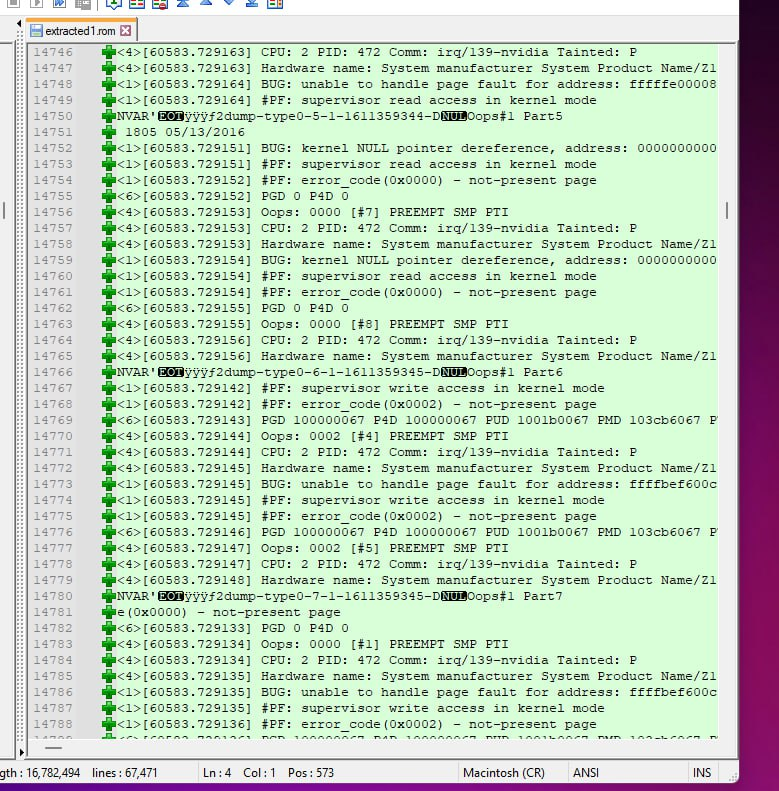 extracted1.rom
14746 <4>[60583.729163] CPU: 2 PID: 472 Comm: irq/139-nvidia Tainted: P
14747 <4>[60583.729163] Hardware name: System manufacturer System Product Name/Z1
14748 <1>[60583.729164] BUG: unable to handle page fault for address: fffffe00008
14749 <1>[60583.729164] #PF: supervisor read access in kernel mode
14750 NVAR'EOTÿÿÿƒ2dump-type0-5-1-1611359344-DNULOops#1 Part5
14751 1805 05/13/2016
14752 <1>[60583.729151] BUG: kernel NULL pointer dereference, address: 0000000000
14753 <1>[60583.729151] #PF: supervisor read access in kernel mode
14754 <1>[60583.729152] #PF: error_code(0x0000) - not-present page
14755 <6>[60583.729152] PGD 0 P4D 0
14756 <4>[60583.729153] Oops: 0000 [#7] PREEMPT SMP PTI
14757 <4>[60583.729153] CPU: 2 PID: 472 Comm: irq/139-nvidia Tainted: P
14758 <4>[60583.729153] Hardware name: System manufacturer System Product Name/Z1
14759 <1>[60583.729154] BUG: kernel NULL pointer dereference, address: 0000000000
14760 <1>[60583.729154] #PF: supervisor read access in kernel mode
14761 <1>[60583.729154] #PF: error_code(0x0000) - not-present page
14762 <6>[60583.729155] PGD 0 P4D 0
14763 <4>[60583.729155] Oops: 0000 [#8] PREEMPT SMP PTI
14764 <4>[60583.729156] CPU: 2 PID: 472 Comm: irq/139-nvidia Tainted: P
14765 <4>[60583.729156] Hardware name: System manufacturer System Product Name/Z1
14766 NVAR'EOTÿÿÿƒ2dump-type0-6-1-1611359345-DNULOops#1 Part6
14767 <1>[60583.729142] #PF: supervisor write access in kernel mode
14768 <1>[60583.729142] #PF: error_code(0x0002) - not-present page
14769 <6>[60583.729143] PGD 100000067 P4D 100000067 PUD 1001b0067 PMD 103cb6067 P
14770 <4>[60583.729144] Oops: 0002 [#4] PREEMPT SMP PTI
14771 <4>[60583.729144] CPU: 2 PID: 472 Comm: irq/139-nvidia Tainted: P
14772 <4>[60583.729145] Hardware name: System manufacturer System Product Name/Z1
14773 <1>[60583.729145] BUG: unable to handle page fault for address: ffffbef600c
14774 <1>[60583.729145] #PF: supervisor write access in kernel mode
14775 <1>[60583.729145] #PF: error_code(0x0002) - not-present page
14776 <6>[60583.729146] PGD 100000067 P4D 100000067 PUD 1001b0067 PMD 103cb6067 P
14777 <4>[60583.729147] Oops: 0002 [#5] PREEMPT SMP PTI
14778 <4>[60583.729147] CPU: 2 PID: 472 Comm: irq/139-nvidia Tainted: P
14779 <4>[60583.729148] Hardware name: System manufacturer System Product Name/Z1
14780 NVAR'EOTÿÿÿƒ2dump-type0-7-1-1611359345-DNULOops#1 Part7
14781 e(0x0000) - not-present page
14782 <6>[60583.729133] PGD 0 P4D 0
14783 <4>[60583.729134] Oops: 0000 [#1] PREEMPT SMP PTI
14784 <4>[60583.729134] CPU: 2 PID: 472 Comm: irq/139-nvidia Tainted: P
14785 <4>[60583.729135] Hardware name: System manufacturer System Product Name/Z1
14786 <1>[60583.729135] BUG: unable to handle page fault for address: ffffbef600c
14787 <1>[60583.729135] #PF: supervisor write access in kernel mode
14788 <1>[60583.729136] #PF: error_code(0x0002) - not-present page
gth : 16,782,494 lines : 67,471 Ln : 4 Col : 1 Pos : 573 Macintosh (CR) ANSI INS